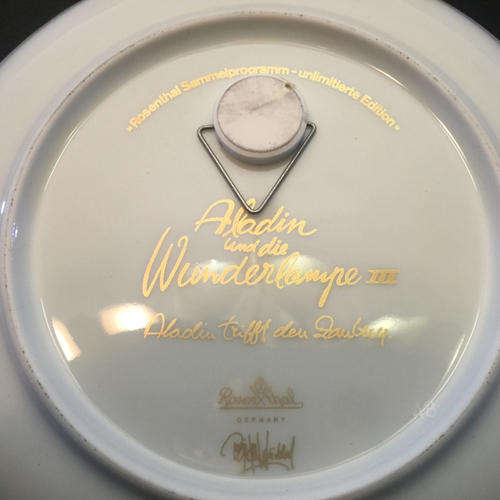 »Rosenthal Sammelprogramm - unlimitierte Edition«
Aladin
und die
Wunderlampe III
Aladin trifft den Zauberer
Rosenthal
GERMANY